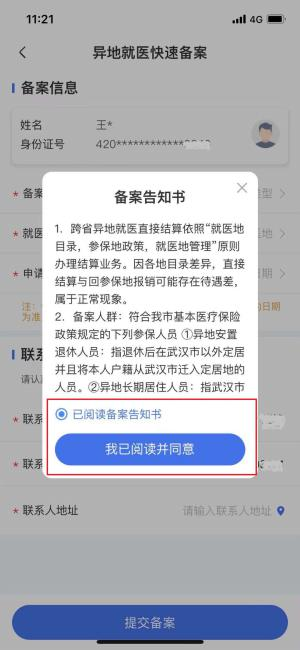 11:21
4G
异地就医快速备案
备案信息
姓名 王*
身份证号 420************
备案告知书
1. 跨省异地就医直接结算依照“就医地
目录，参保地政策，就医地管理”原则
办理结算业务。因各地目录差异，直接
结算与回参保地报销可能存在待遇差，
属于正常现象。
2. 备案人群：符合我市基本医疗保险
政策规定的下列参保人员 ①异地安置
退休人员：指退休后在武汉市以外定居
并且将本人户籍从武汉市迁入定居地的
人员。②异地长期居住人员：指武汉市
已阅读备案告知书
我已阅读并同意
* 备案
* 就医
* 申请
联系
* 联系
* 联系
* 联系人地址 请输入联系人地址
提交备案